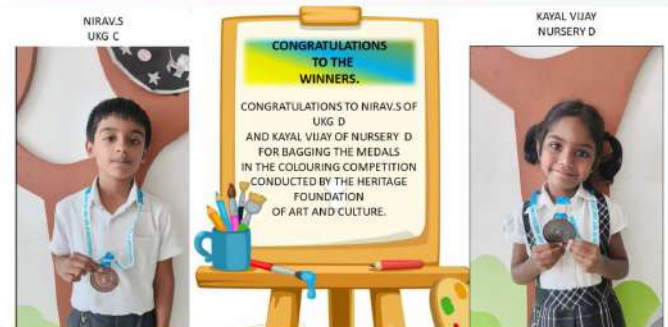 NIRAV.S
UKG C
CONGRATULATIONS
TO THE
WINNERS.
CONGRATULATIONS TO NIRAV.S OF
UKG D
AND KAYAL VIJAY OF NURSERY D
FOR BAGGING THE MEDALS
IN THE COLOURING COMPETITION
CONDUCTED BY THE HERITAGE
FOUNDATION
OF ART AND CULTURE.
KAYAL VIJAY
NURSERY D